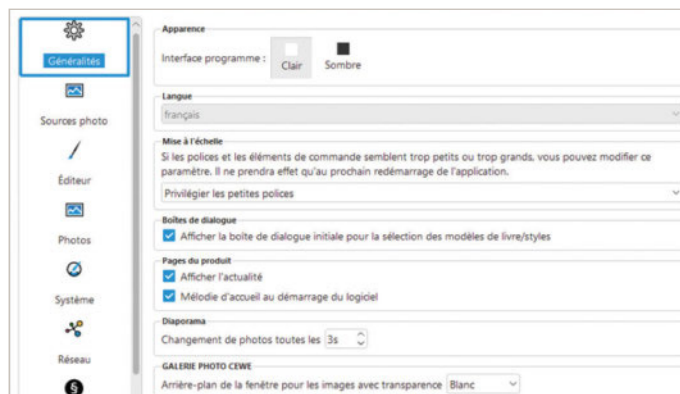 Généralités
Sources photo
Éditeur
Photos
Système
Réseau
Apparence
Interface programme :
Clair
Sombre
Langue
français
Mise à l'échelle
Si les polices et les éléments de commande semblent trop petits ou trop grands, vous pouvez modifier ce
paramètre. Il ne prendra effet qu'au prochain redémarrage de l'application.
Privilégier les petites polices
Boîtes de dialogue
Afficher la boîte de dialogue initiale pour la sélection des modèles de livre/styles
Pages du produit
Afficher l'actualité
Mélodie d'accueil au démarrage du logiciel
Diaporama
Changement de photos toutes les 3s
GALERIE PHOTO CEWE
Arrière-plan de la fenêtre pour les images avec transparence Blanc